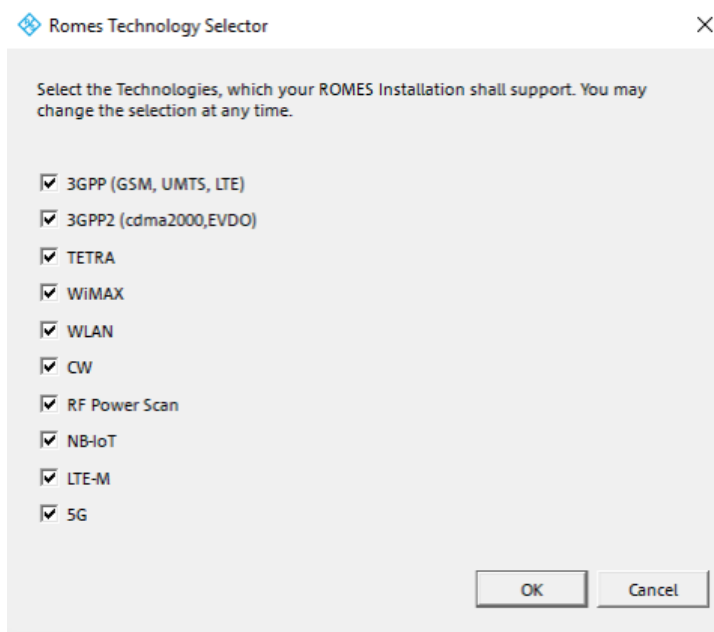 Romes Technology Selector
Select the Technologies, which your ROMES Installation shall support. You may
change the selection at any time.
3GPP (GSM, UMTS, LTE)
3GPP2 (cdma2000,EVDO)
TETRA
WiMAX
WLAN
CW
RF Power Scan
NB-IoT
LTE-M
5G
OK Cancel